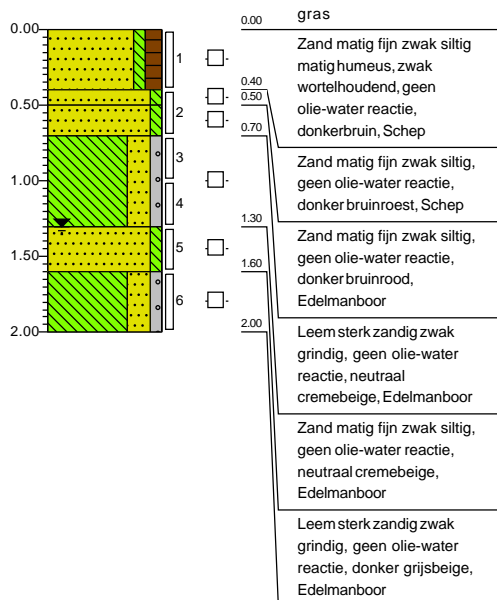 0.00
0.50
1.00
1.50
2.00
1
2
3
4
5
6
0.00
0.40
0.50
0.70
1.30
1.60
2.00
gras
Zand matig fijn zwak siltig
matig humeus, zwak
wortelhoudend, geen
olie-water reactie,
donkerbruin, Schep
Zand matig fijn zwak siltig,
geen olie-water reactie,
donker bruinroest, Schep
Zand matig fijn zwak siltig,
geen olie-water reactie,
donker bruinrood,
Edelmanboor
Leem sterk zandig zwak
grindig, geen olie-water
reactie, neutraal
cremebeige, Edelmanboor
Zand matig fijn zwak siltig,
geen olie-water reactie,
neutraal cremebeige,
Edelmanboor
Leem sterk zandig zwak
grindig, geen olie-water
reactie, donker grijsbeige,
Edelmanboor